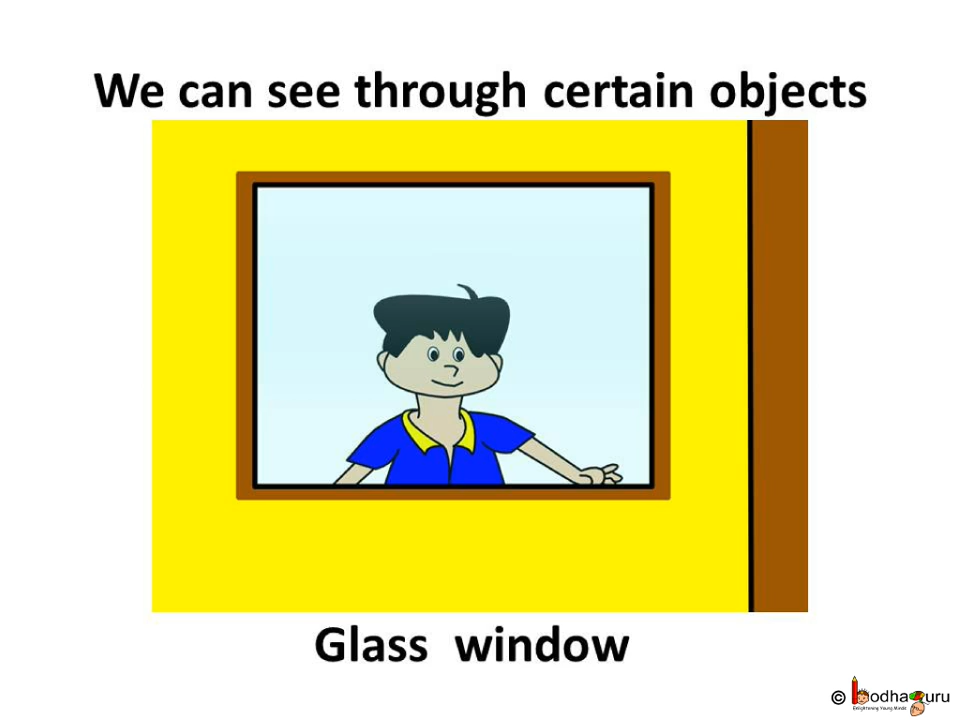 We can see through certain objects
Glass window
© bodhaguru
Enlightening Young Minds